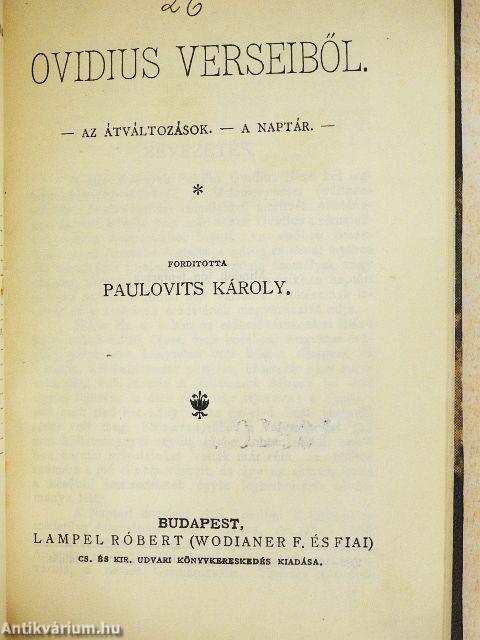 26
OVIDIUS VERSEIBŐL.
— AZ ÁTVÁLTOZÁSOK. — A NAPTÁR. —
*
FORDITOTTA
PAULOVITS KÁROLY.
BUDAPEST,
LAMPEL RÓBERT (WODIANER F. ÉS FIAI)
CS. ÉS KIR. UDVARI KÖNYVKERESKEDÉS KIADÁSA.
Antikvárium.hu